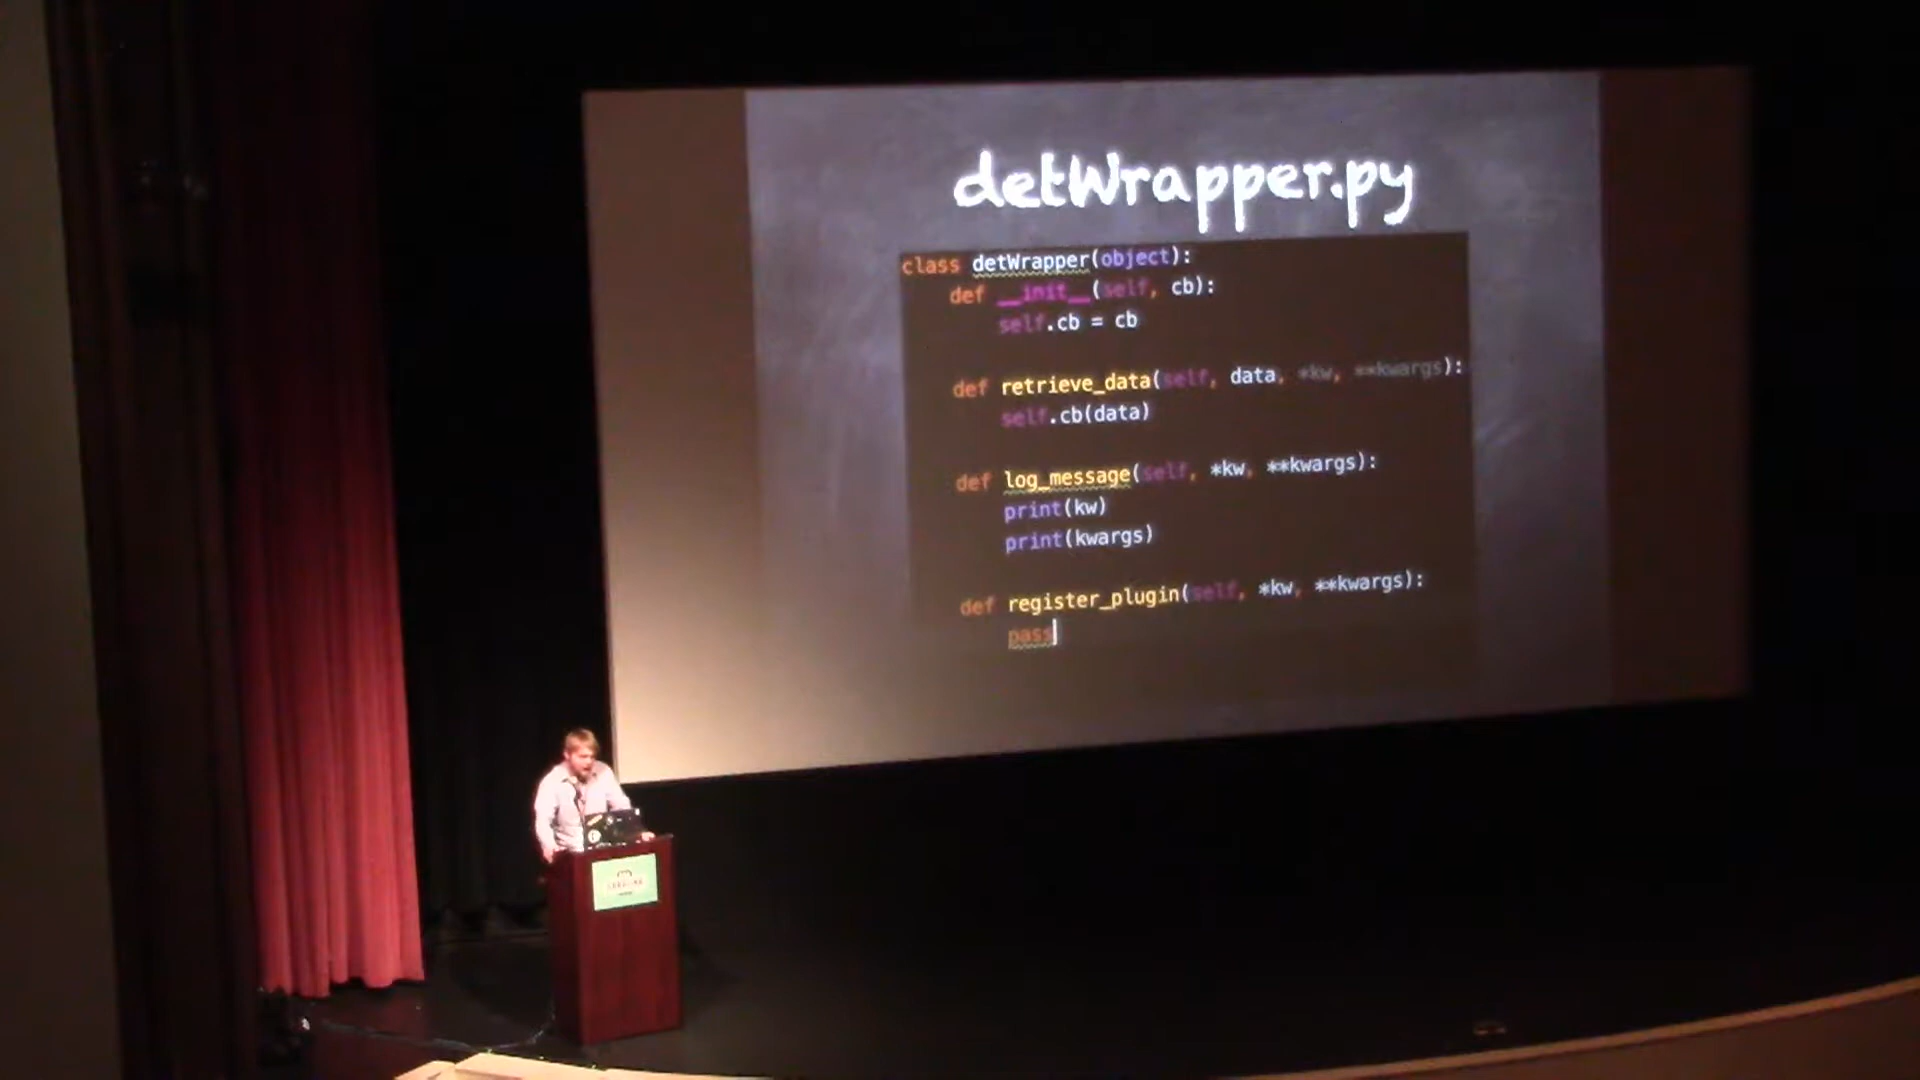 detWrapper.py
class detWrapper(object):
def __init__(self, cb):
self.cb = cb
def retrieve_data(self, data, *kw, **kwargs):
self.cb(data)
def log_message(self, *kw, **kwargs):
print(kw)
print(kwargs)
def register_plugin(self, *kw, **kwargs):
pass